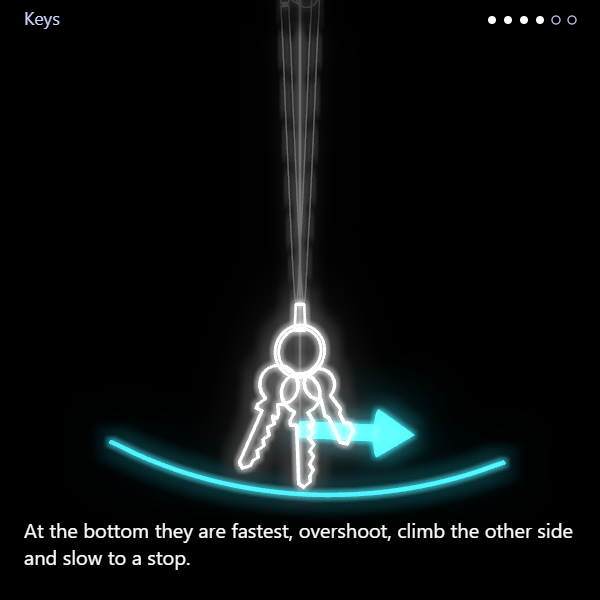 Keys
At the bottom they are fastest, overshoot, climb the other side
and slow to a stop.